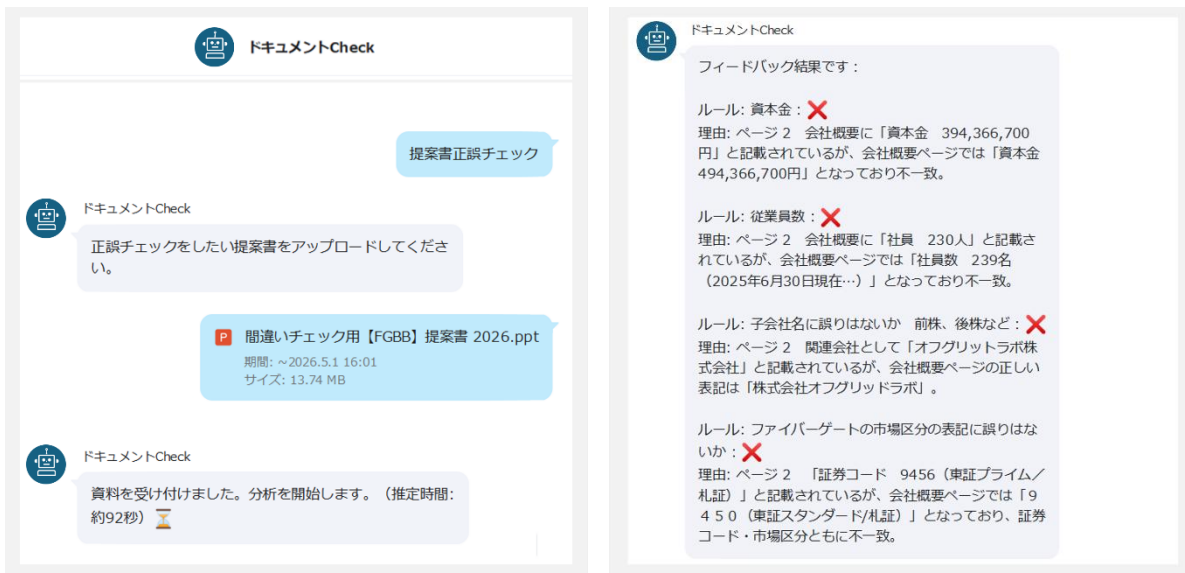 ドキュメントCheck
提案書正誤チェック
ドキュメントCheck
正誤チェックをしたい提案書をアップロードしてくださ
い。
P 間違いチェック用【FGBB】提案書 2026.ppt
期間: ~2026.5.1 16:01
サイズ: 13.74 MB
ドキュメントCheck
資料を受け付けました。分析を開始します。（推定時間:
約92秒）⏳
ドキュメントCheck
フィードバック結果です：
ルール: 資本金：❌
理由: ページ 2　会社概要に「資本金　394,366,700
円」と記載されているが、会社概要ページでは「資本金
494,366,700円」となっており不一致。
ルール: 従業員数：❌
理由: ページ 2　会社概要に「社員　230人」と記載さ
れているが、会社概要ページでは「社員数　239名
（2025年6月30日現在…）」となっており不一致。
ルール: 子会社名に誤りはないか　前株、後株など：❌
理由: ページ 2　関連会社として「オフグリットラボ株
式会社」と記載されているが、会社概要ページの正しい
表記は「株式会社オフグリッドラボ」。
ルール: ファイバーゲートの市場区分の表記に誤りはな
いか：❌
理由: ページ 2　「証券コード　9456（東証プライム／
札証）」と記載されているが、会社概要ページでは「９
４５０（東証スタンダード/札証）」となっており、証券
コード・市場区分ともに不一致。